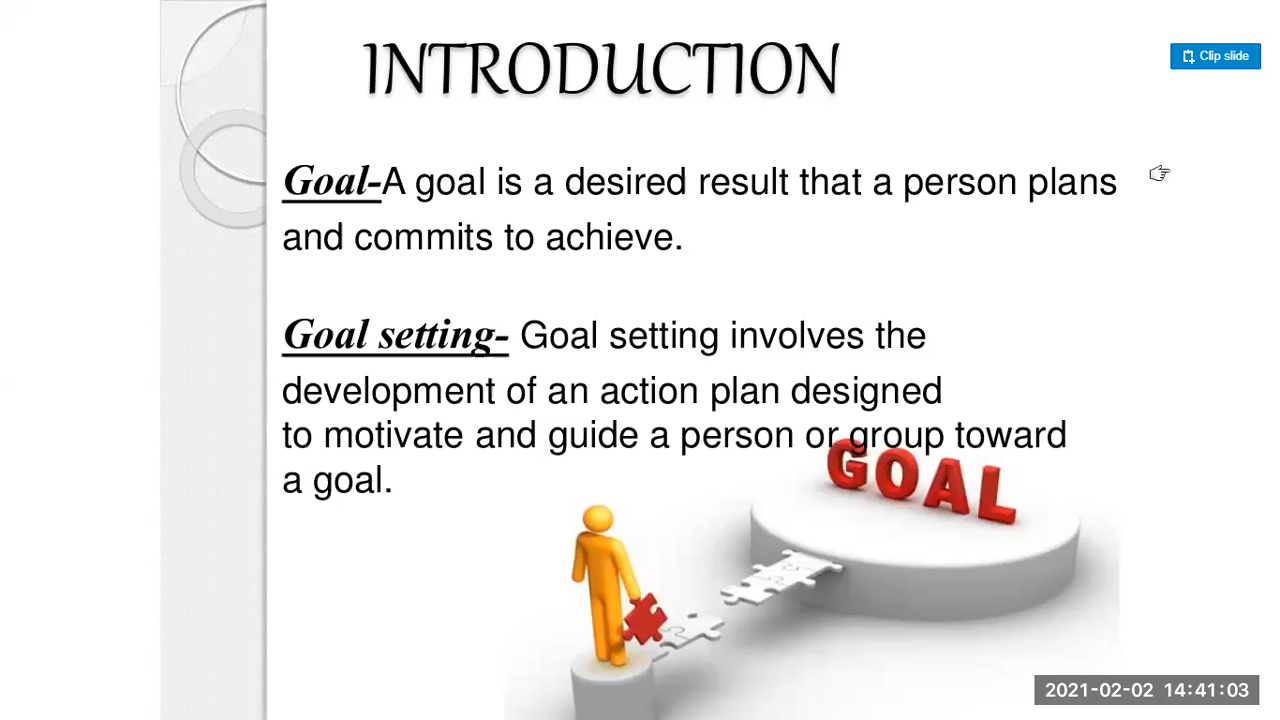 INTRODUCTION
Clip slide
Goal-A goal is a desired result that a person plans
and commits to achieve.
Goal setting- Goal setting involves the
development of an action plan designed
to motivate and guide a person or group toward
a goal.
GOAL
2021-02-02 14:41:03